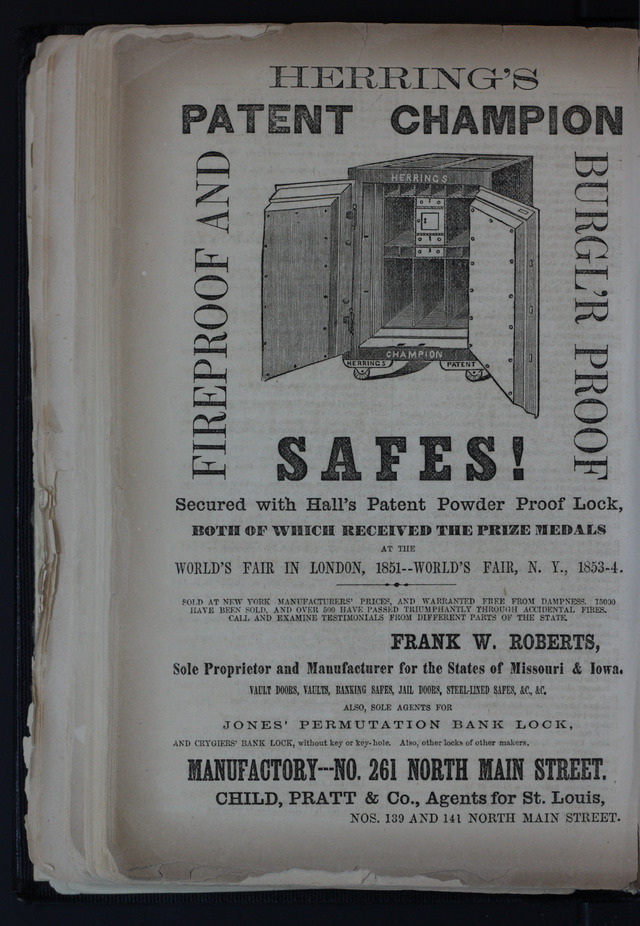 HERRING'S
PATENT CHAMPION
FIREPROOF AND
BURGL'R PROOF
HERRINGS
CHAMPION
HERRINGS
PATENT
SAFES!
Secured with Hall's Patent Powder Proof Lock,
BOTH OF WHICH RECEIVED THE PRIZE MEDALS
AT THE
WORLD'S FAIR IN LONDON, 1851--WORLD'S FAIR, N. Y., 1853-4.
SOLD AT NEW YORK MANUFACTURERS' PRICES, AND WARRANTED FREE FROM DAMPNESS. 15000
HAVE BEEN SOLD, AND OVER 500 HAVE PASSED TRIUMPHANTLY THROUGH ACCIDENTAL FIRES.
CALL AND EXAMINE TESTIMONIALS FROM DIFFERENT PARTS OF THE STATE.
FRANK W. ROBERTS,
Sole Proprietor and Manufacturer for the States of Missouri & Iowa.
VAULT DOORS, VAULTS, BANKING SAFES, JAIL DOORS, STEEL-LINED SAFES, &C., &C.
ALSO, SOLE AGENTS FOR
JONES' PERMUTATION BANK LOCK,
AND CRYGIERS' BANK LOCK, without key or key-hole. Also, other locks of other makers.
MANUFACTORY---NO. 261 NORTH MAIN STREET.
CHILD, PRATT & Co., Agents for St. Louis,
NOS. 139 AND 141 NORTH MAIN STREET.